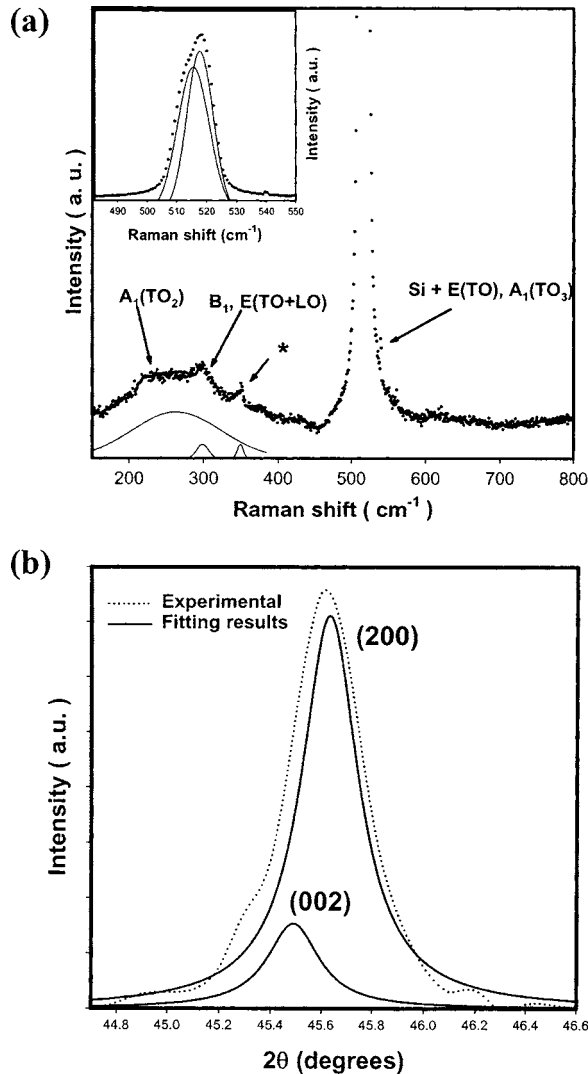 (a)
Intensity ( a. u. )
Intensity ( a.u. )
490 500 510 520 530 540 550
Raman shift (cm-1)
A1(TO2)
B1, E(TO+LO)
*
Si + E(TO), A1(TO3)
200 300 400 500 600 700 800
Raman shift ( cm-1)
(b)
Experimental
Fitting results
(200)
(002)
Intensity ( a.u. )
44.8 45.0 45.2 45.4 45.6 45.8 46.0 46.2 46.4 46.6
2θ (degrees)